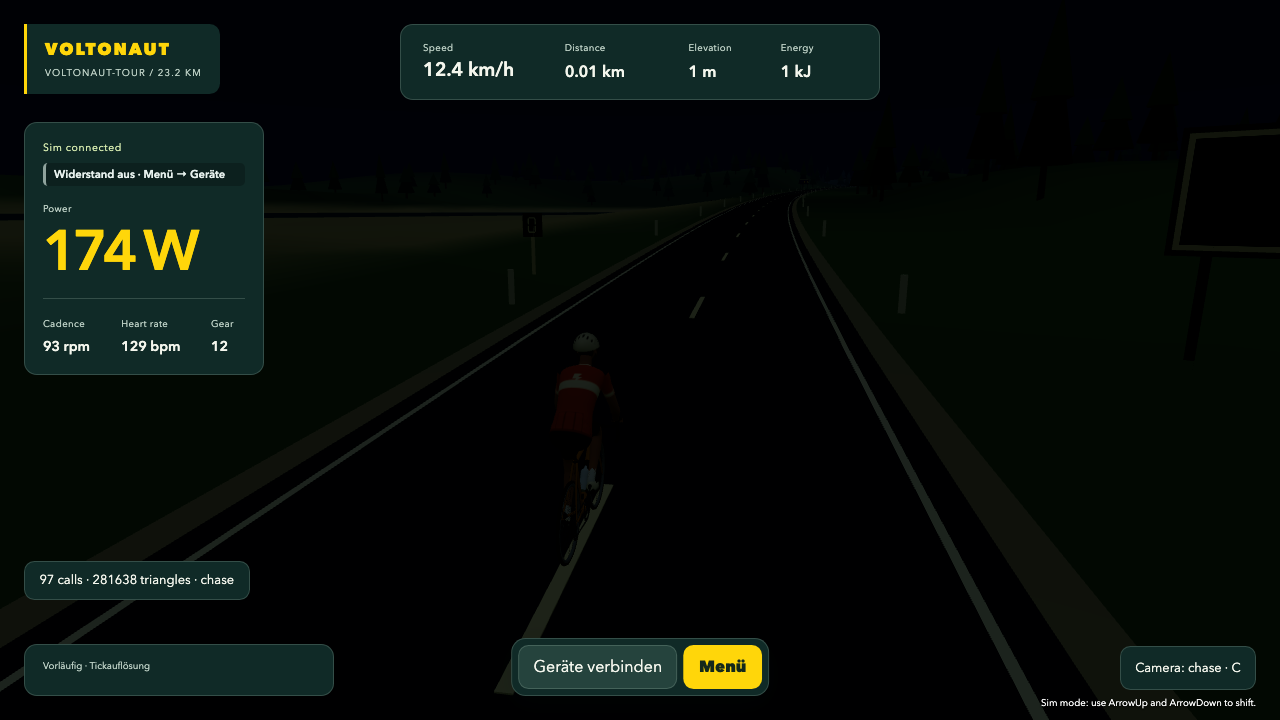 VOLTONAUT
VOLTONAUT-TOUR / 23.2 KM
Speed Distance Elevation Energy
12.4 km/h 0.01 km 1 m 1 kJ
Sim connected
Widerstand aus · Menü → Geräte
Power
174 W
Cadence Heart rate Gear
93 rpm 129 bpm 12
0
97 calls · 281638 triangles · chase
Vorläufig · Tickauflösung
Geräte verbinden
Menü
Camera: chase · C
Sim mode: use ArrowUp and ArrowDown to shift.